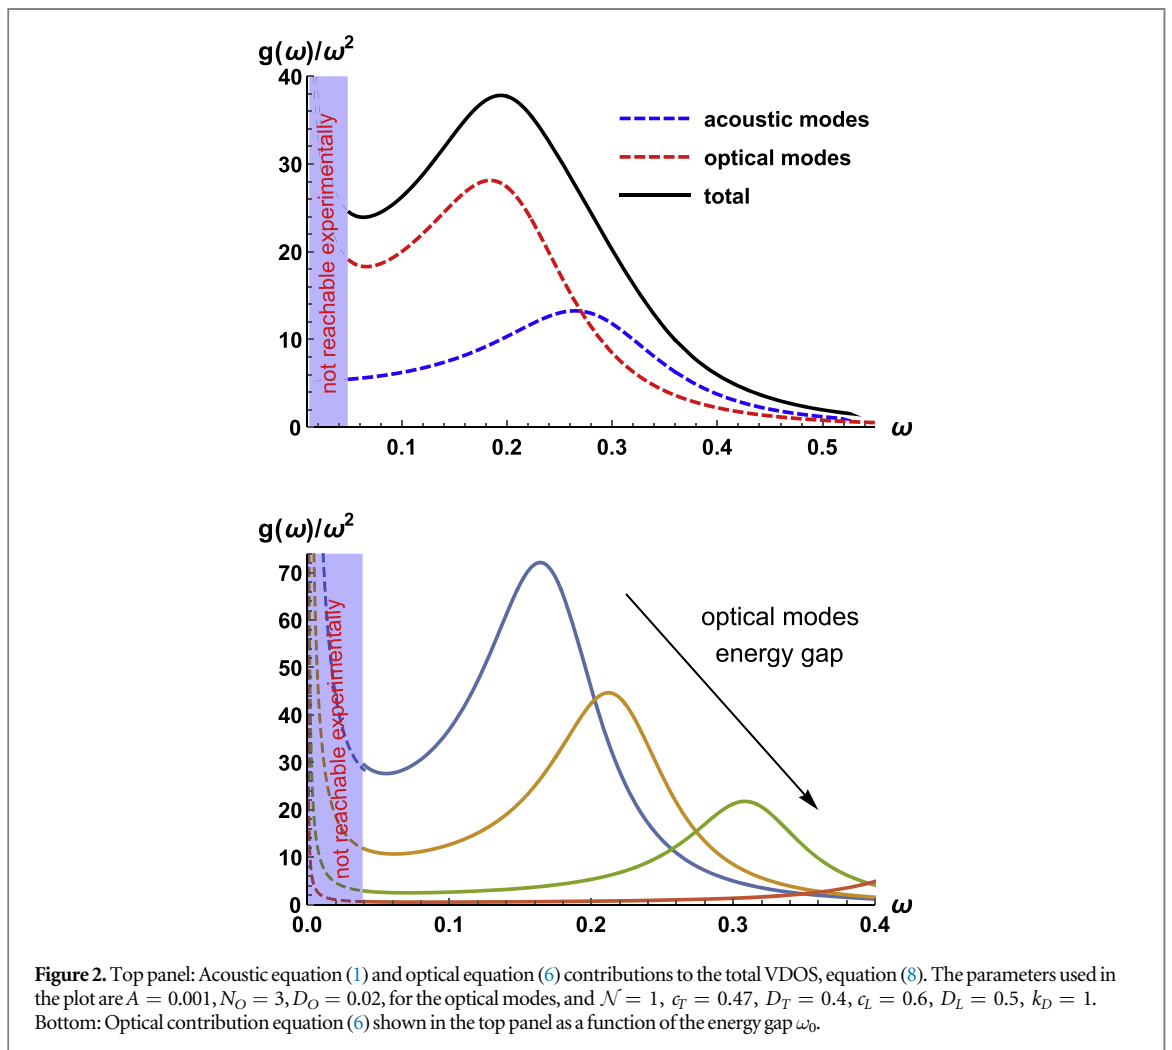 g(ω)/ω²
40
30
20
10
0
not reachable experimentally
acoustic modes
optical modes
total
0.1 0.2 0.3 0.4 0.5 ω
g(ω)/ω²
70
60
50
40
30
20
10
0
not reachable experimentally
optical modes
energy gap
0.0 0.1 0.2 0.3 0.4 ω
Figure 2. Top panel: Acoustic equation (1) and optical equation (6) contributions to the total VDOS, equation (8). The parameters used in
the plot are A = 0.001, N_O = 3, D_O = 0.02, for the optical modes, and 𝒩 = 1, c_T = 0.47, D_T = 0.4, c_L = 0.6, D_L = 0.5, k_D = 1.
Bottom: Optical contribution equation (6) shown in the top panel as a function of the energy gap ω₀.